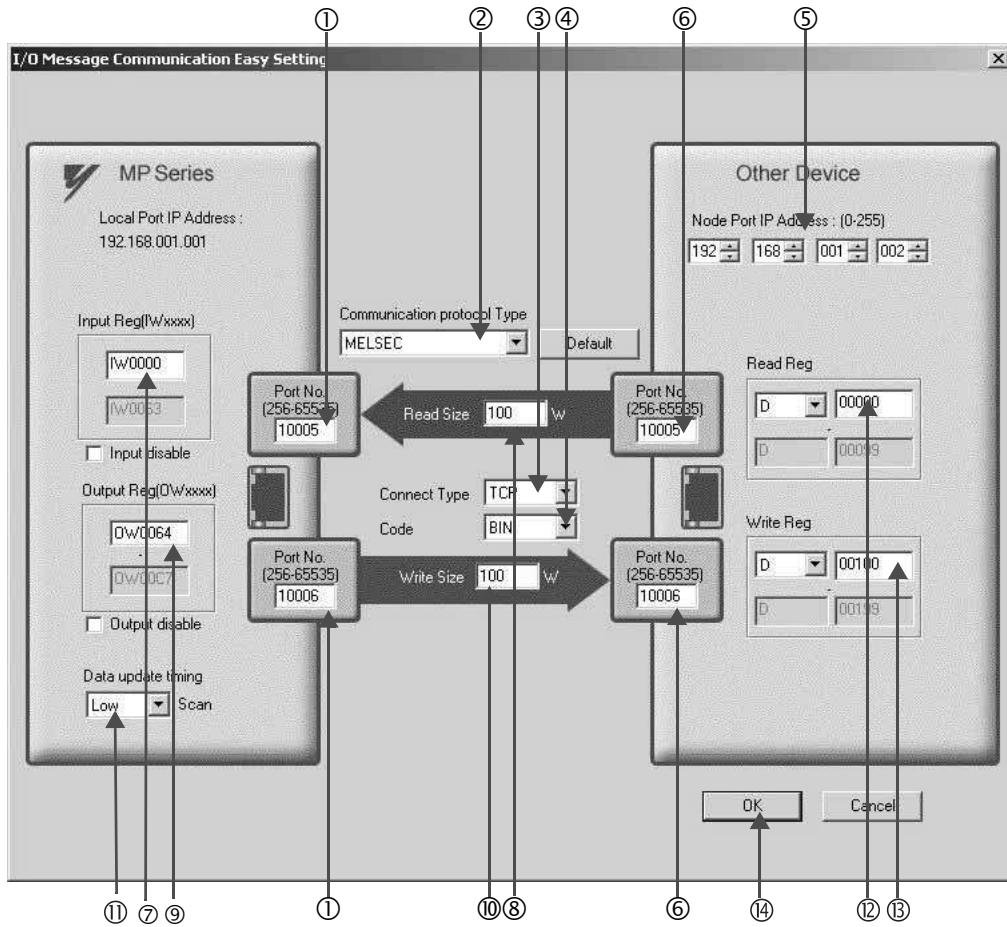 ① ② ③ ④ ⑥ ⑤
I/O Message Communication Easy Setting
MP Series
Local Port IP Address :
192.168.001.001
Input Reg(IWxxxx)
IW0000
-
IW0063
Input disable
Output Reg(OWxxxx)
OW0064
-
OW00C7
Output disable
Data update timing
Low Scan
Communication protocol Type
MELSEC Default
Port No.
(256-65535)
10005
Read Size 100 W
Port No.
(256-65535)
10005
Connect Type TCP
Code BIN
Port No.
(256-65535)
10006
Write Size 100 W
Port No.
(256-65535)
10006
Other Device
Node Port IP Address : (0-255)
192 168 001 002
Read Reg
D 00000
-
D 00099
Write Reg
D 00100
-
D 00199
OK Cancel
⑪ ⑦ ⑨ ① ⑩ ⑧ ⑥ ⑭ ⑫ ⑬